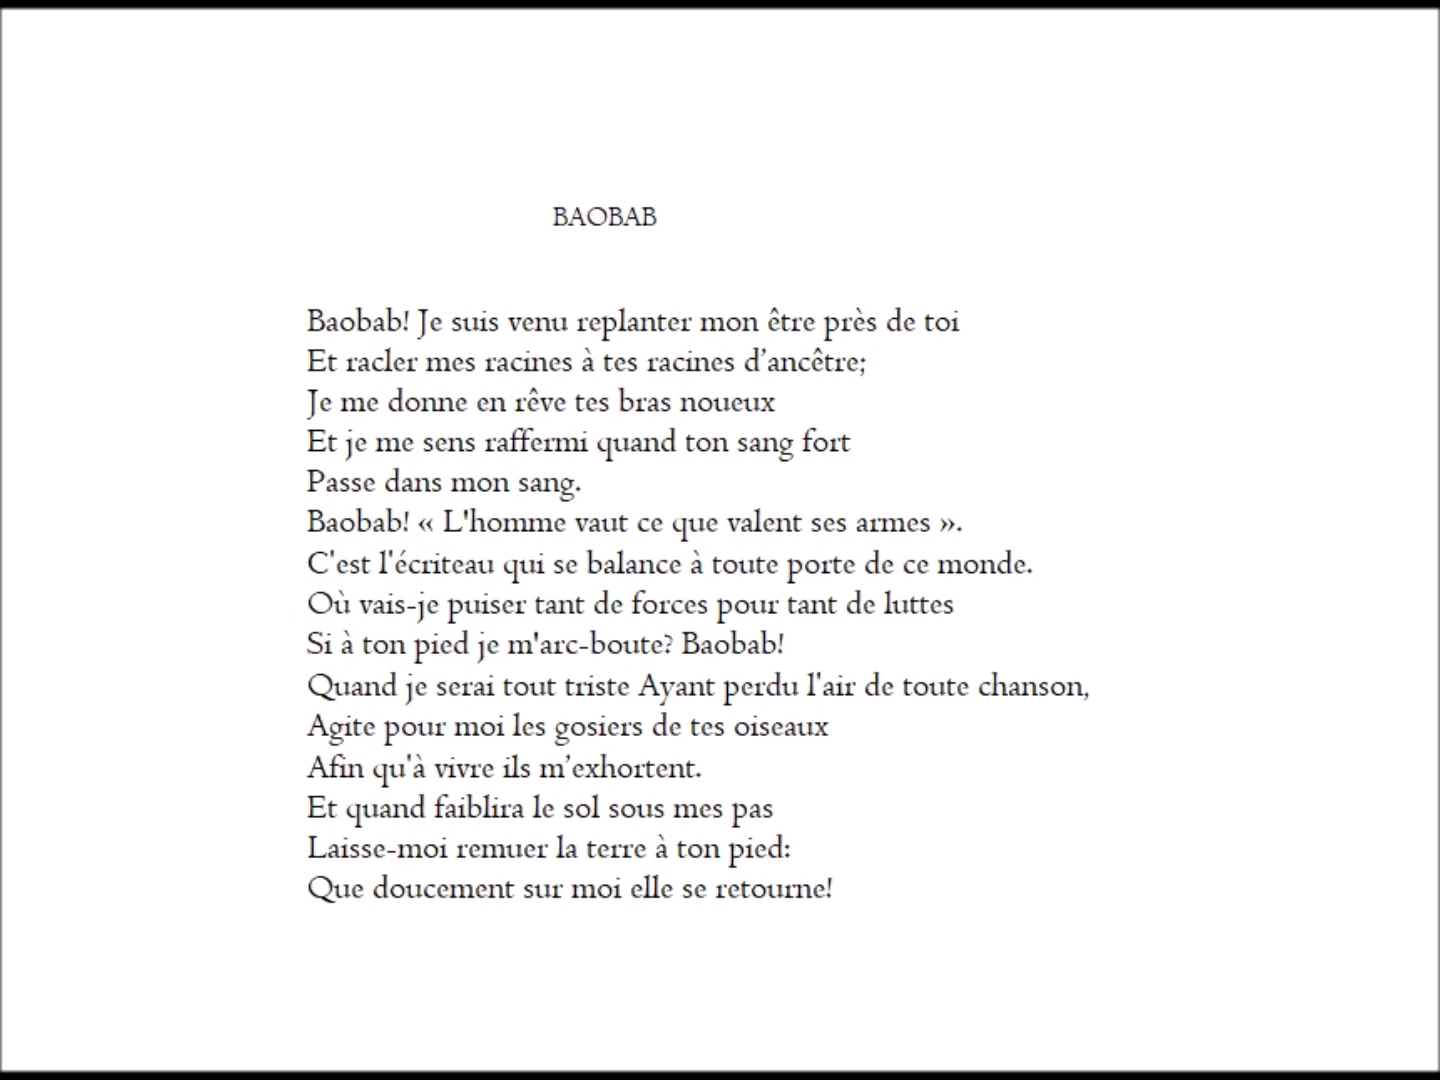 BAOBAB
Baobab! Je suis venu replanter mon être près de toi
Et racler mes racines à tes racines d’ancêtre;
Je me donne en rêve tes bras noueux
Et je me sens raffermi quand ton sang fort
Passe dans mon sang.
Baobab! « L'homme vaut ce que valent ses armes ».
C'est l'écriteau qui se balance à toute porte de ce monde.
Où vais-je puiser tant de forces pour tant de luttes
Si à ton pied je m'arc-boute? Baobab!
Quand je serai tout triste Ayant perdu l'air de toute chanson,
Agite pour moi les gosiers de tes oiseaux
Afin qu'à vivre ils m’exhortent.
Et quand faiblira le sol sous mes pas
Laisse-moi remuer la terre à ton pied:
Que doucement sur moi elle se retourne!